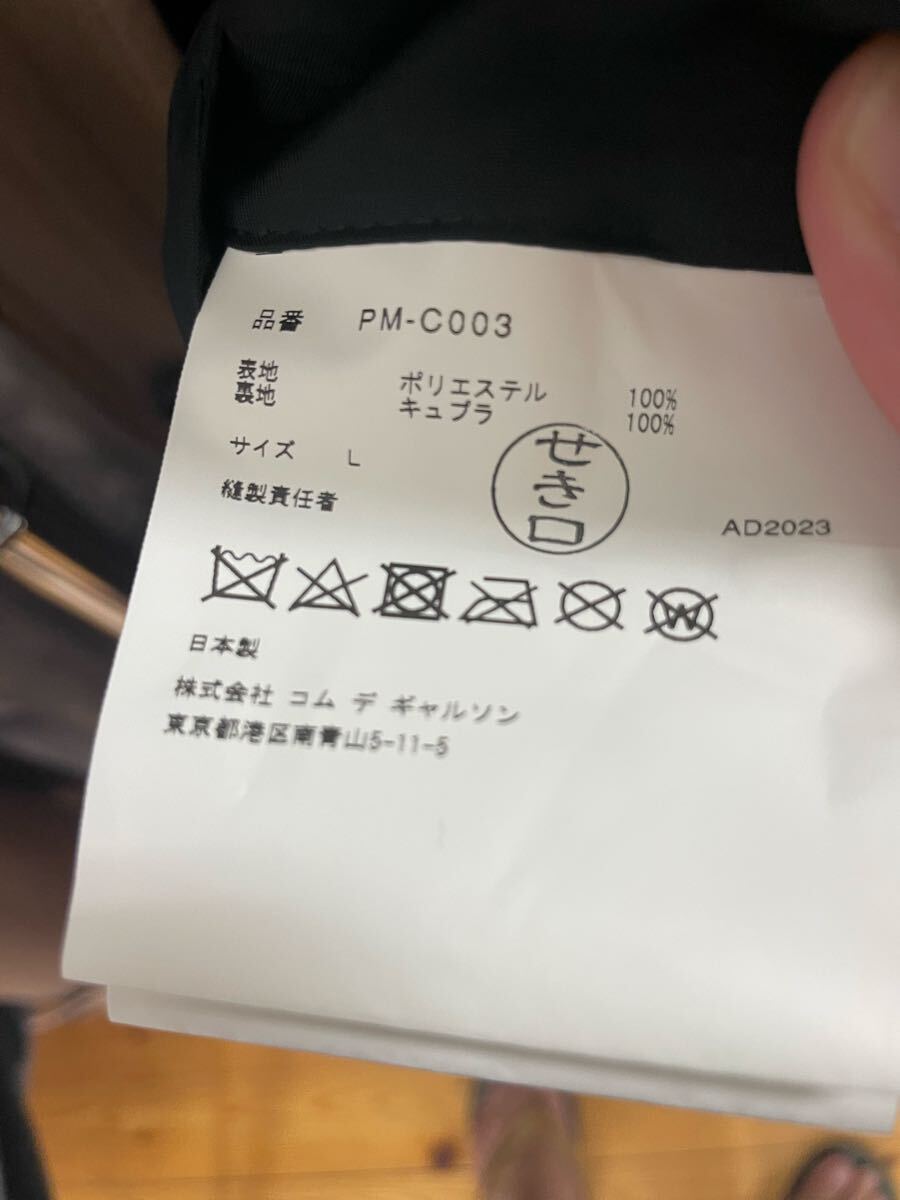 品番 PM-C003
表地 ポリエステル 100%
裏地 キュプラ 100%
サイズ L
縫製責任者 せき口
AD2023
W
日本製
株式会社 コム デ ギャルソン
東京都港区南青山5-11-5